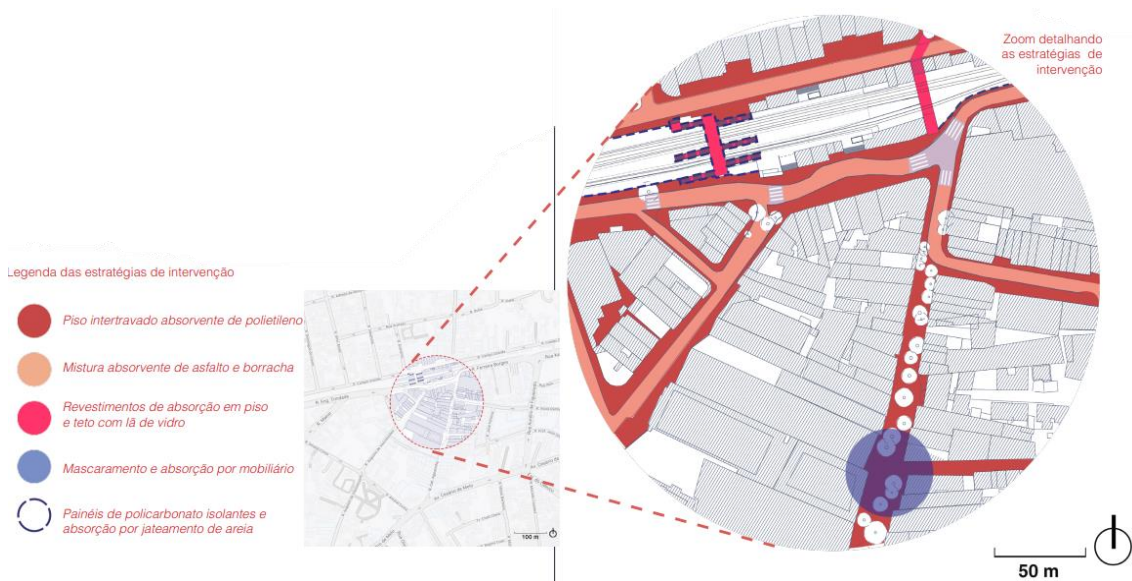 Zoom detalhando
as estratégias de
intervenção
Legenda das estratégias de intervenção
Piso intertravado absorvente de polietileno
Mistura absorvente de asfalto e borracha
Revestimentos de absorção em piso
e teto com lã de vidro
Mascaramento e absorção por mobiliário
Painéis de policarbonato isolantes e
absorção por jateamento de areia
100 m
50 m